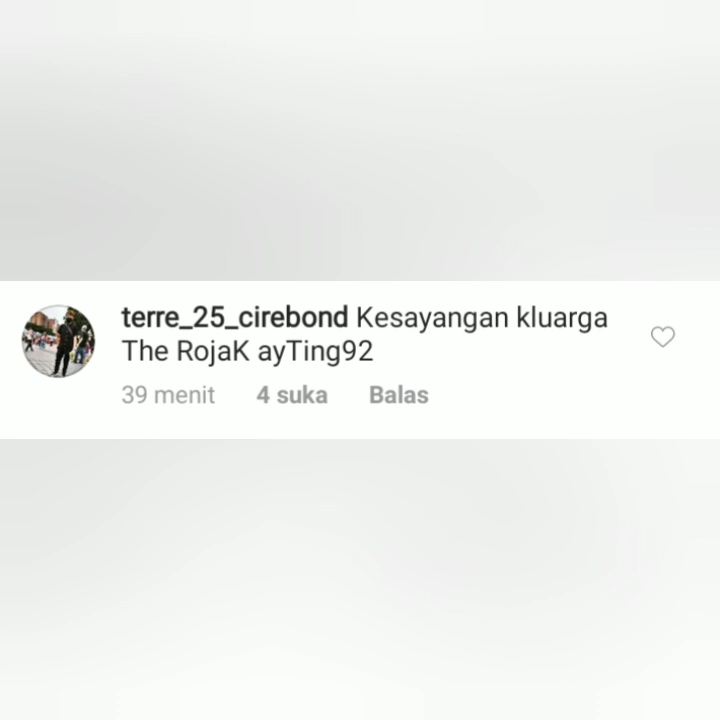 terre_25_cirebond Kesayangan kluarga
The RojaK ayTing92
39 menit 4 suka Balas